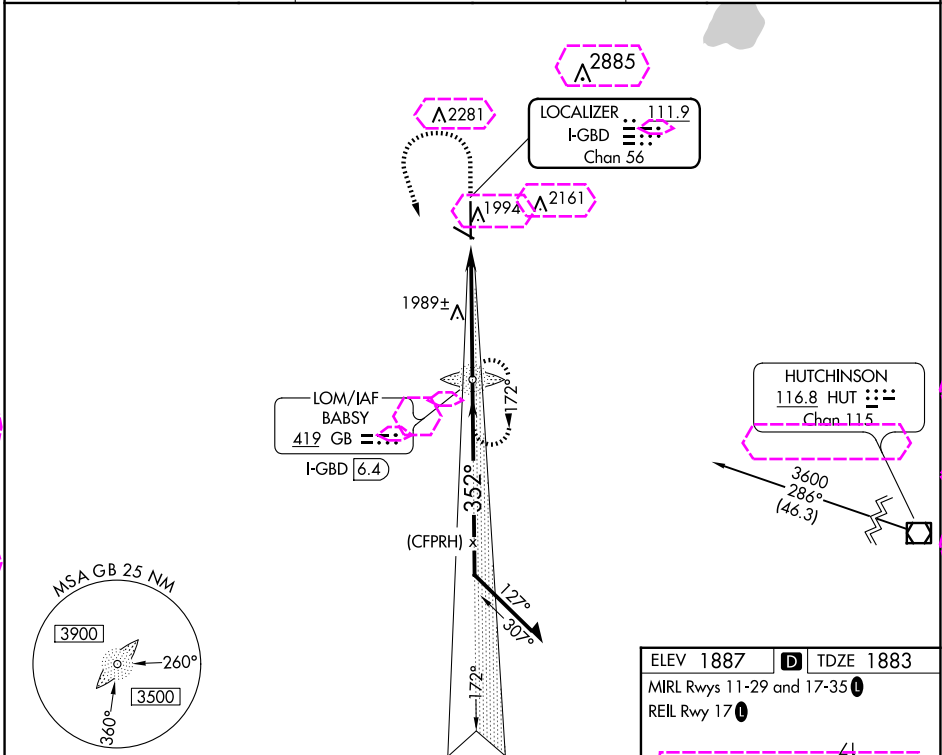 2885
2281
LOCALIZER 111.9
I-GBD
Chan 56
1994
2161
1989±
LOM/IAF
BABSY
419 GB
I-GBD 6.4
172°
HUTCHINSON
116.8 HUT
Chan 115
3600
286°
(46.3)
352°
(CFPRH) x
127°
307°
172°
MSA GB 25 NM
3900
260°
3500
360°
ELEV 1887 D TDZE 1883
MIRL Rwys 11-29 and 17-35 L
REIL Rwy 17 L